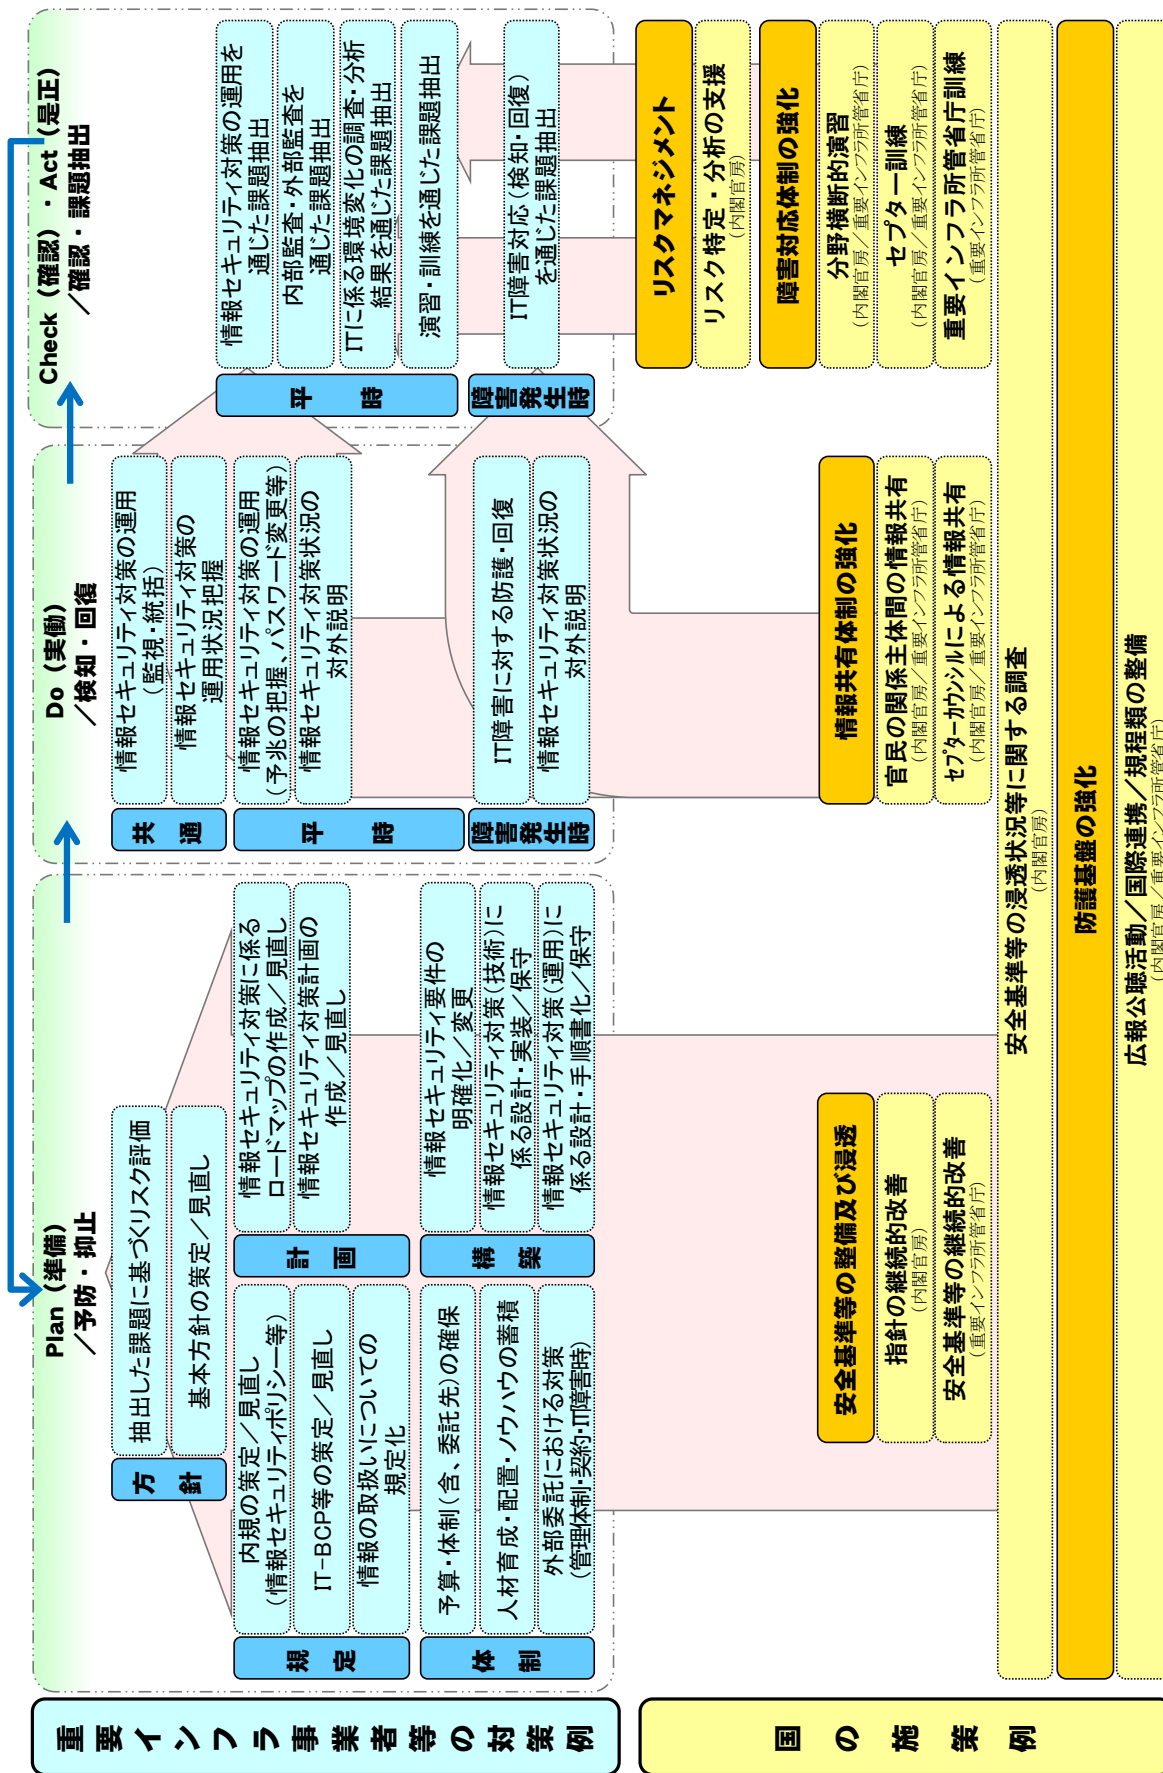 重要インフラ事業者等の対策例
Plan（準備）
／予防・抑止
方針
抽出した課題に基づくリスク評価
基本方針の策定／見直し
規定
内規の策定／見直し
（情報セキュリティポリシー等）
IT-BCP等の策定／見直し
情報の取扱いについての
規定化
計画
情報セキュリティ対策に係る
ロードマップの作成／見直し
情報セキュリティ対策計画の
作成／見直し
体制
予算・体制（含、委託先）の確保
人材育成・配置・ノウハウの蓄積
外部委託における対策
（管理体制・契約・IT障害時）
構築
情報セキュリティ要件の
明確化／変更
情報セキュリティ対策（技術）に
係る設計・実装／保守
情報セキュリティ対策（運用）に
係る設計・手順書化／保守
Do（実働）
／検知・回復
共通
情報セキュリティ対策の運用
（監視・統括）
情報セキュリティ対策の
運用状況把握
平時
情報セキュリティ対策の運用
（予兆の把握、パスワード変更等）
情報セキュリティ対策状況の
対外説明
障害発生時
IT障害に対する防護・回復
情報セキュリティ対策状況の
対外説明
Check（確認）・Act（是正）
／確認・課題抽出
平時
情報セキュリティ対策の運用を
通じた課題抽出
内部監査・外部監査を
通じた課題抽出
ITに係る環境変化の調査・分析
結果を通じた課題抽出
演習・訓練を通じた課題抽出
障害発生時
IT障害対応（検知・回復）
を通じた課題抽出
国の施策例
安全基準等の整備及び浸透
指針の継続的改善
（内閣官房）
安全基準等の継続的改善
（重要インフラ所管省庁）
情報共有体制の強化
官民の関係主体間の情報共有
（内閣官房／重要インフラ所管省庁）
セプターカウンシルによる情報共有
（内閣官房／重要インフラ所管省庁）
リスクマネジメント
リスク特定・分析の支援
（内閣官房）
障害対応体制の強化
分野横断的演習
（内閣官房／重要インフラ所管省庁）
セプター訓練
（内閣官房／重要インフラ所管省庁）
重要インフラ所管省庁訓練
（重要インフラ所管省庁）
安全基準等の浸透状況等に関する調査
（内閣官房）
防護基盤の強化
広報公聴活動／国際連携／規程類の整備
（内閣官房／重要インフラ所管省庁）